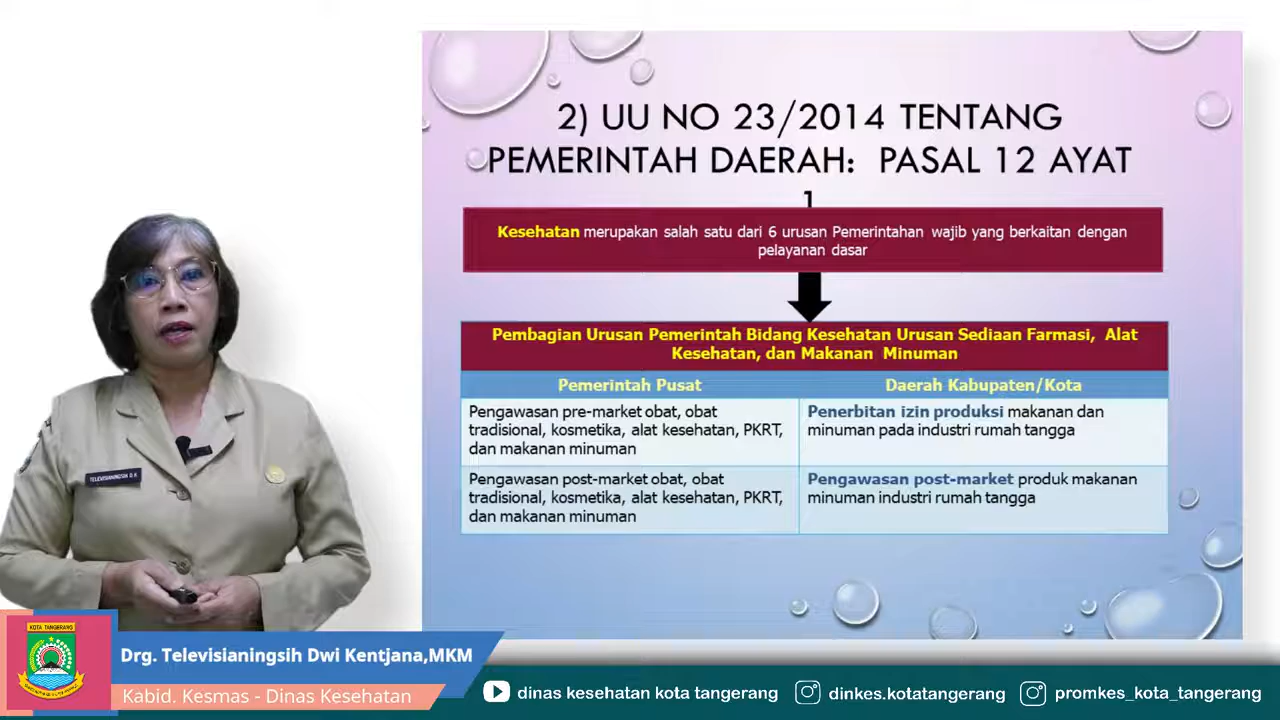 2) UU NO 23/2014 TENTANG
PEMERINTAH DAERAH: PASAL 12 AYAT
1
Kesehatan merupakan salah satu dari 6 urusan Pemerintahan wajib yang berkaitan dengan
pelayanan dasar
Pembagian Urusan Pemerintah Bidang Kesehatan Urusan Sediaan Farmasi, Alat
Kesehatan, dan Makanan Minuman
Pemerintah Pusat
Daerah Kabupaten/Kota
Pengawasan pre-market obat, obat
tradisional, kosmetika, alat kesehatan, PKRT,
dan makanan minuman
Penerbitan izin produksi makanan dan
minuman pada industri rumah tangga
Pengawasan post-market obat, obat
tradisional, kosmetika, alat kesehatan, PKRT,
dan makanan minuman
Pengawasan post-market produk makanan
minuman industri rumah tangga
TELEVISIANINGSIH D.K
KOTA TANGERANG
Drg. Televisianingsih Dwi Kentjana,MKM
Kabid. Kesmas - Dinas Kesehatan
dinas kesehatan kota tangerang
dinkes.kotatangerang
promkes_kota_tangerang